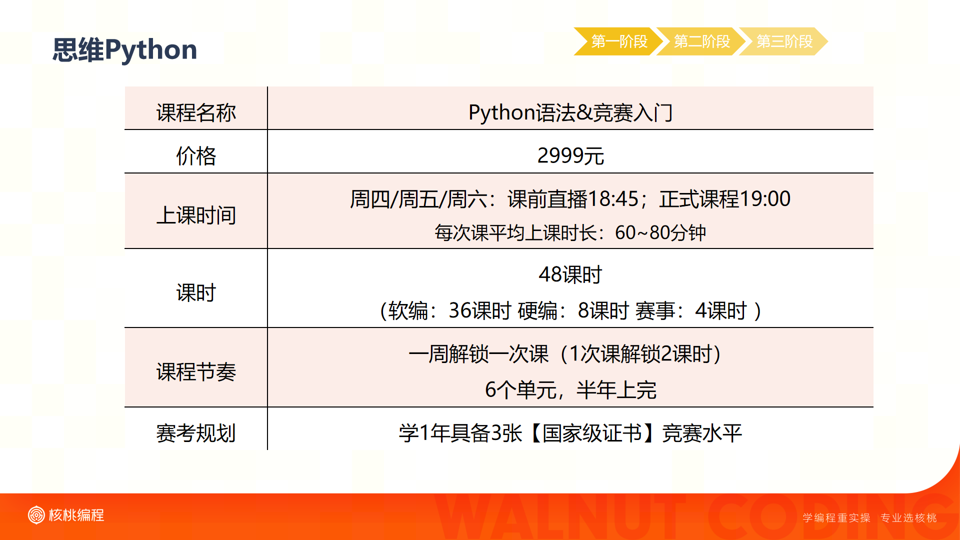 思维Python
第一阶段 第二阶段 第三阶段
课程名称 Python语法&竞赛入门
价格 2999元
上课时间 周四/周五/周六：课前直播18:45；正式课程19:00
每次课平均上课时长：60~80分钟
课时 48课时
（软编：36课时 硬编：8课时 赛事：4课时 ）
课程节奏 一周解锁一次课（1次课解锁2课时）
6个单元，半年上完
赛考规划 学1年具备3张【国家级证书】竞赛水平
核桃编程
WALNUT CODING
学编程重实操 专业选核桃